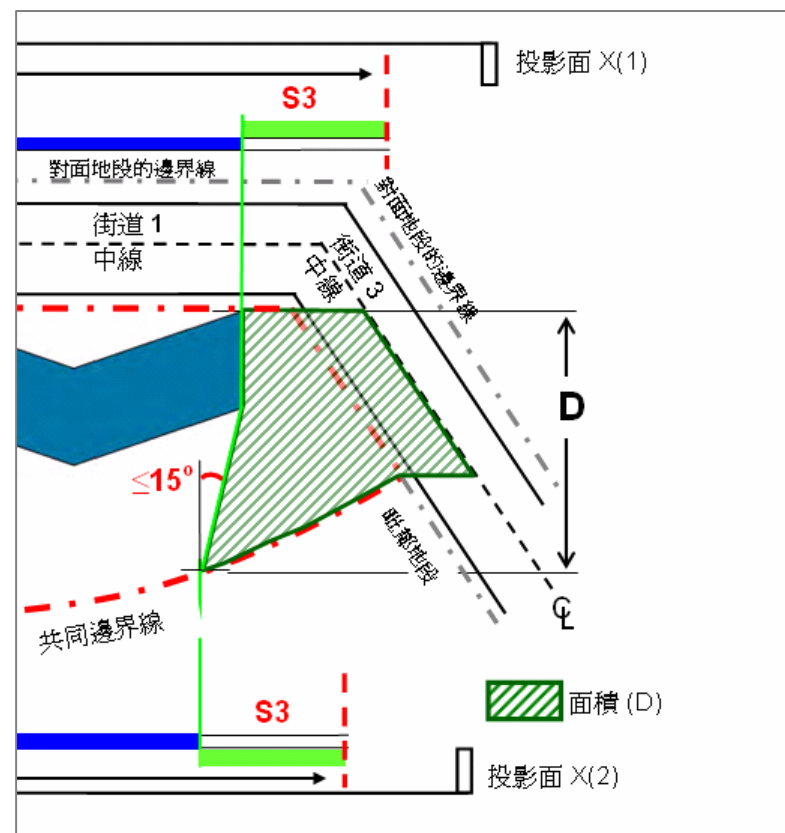 投影面 X(1)
S3
對面地段的邊界線
對面地段的邊界線
街道 1
中線
街道 3
中線
D
≤15°
毗鄰地段
℄
共同邊界線
S3
面積 (D)
投影面 X(2)